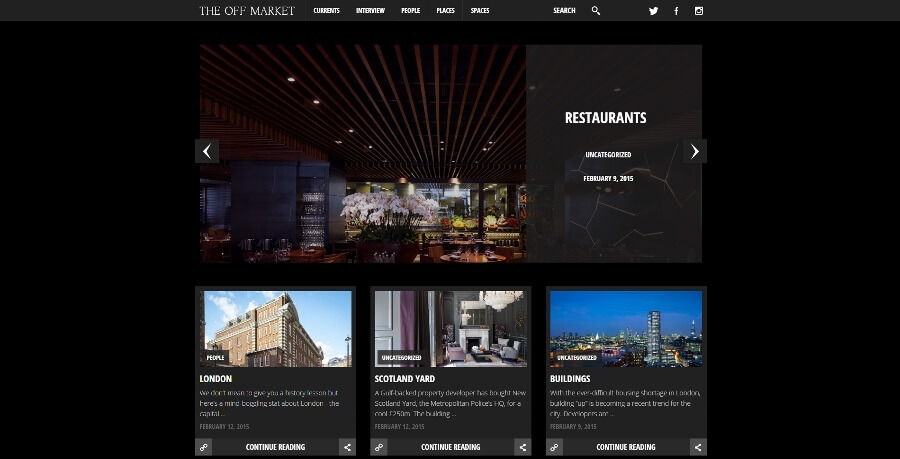 THE OFF MARKET CURRENTS INTERVIEW PEOPLE PLACES SPACES SEARCH
RESTAURANTS
UNCATEGORIZED
FEBRUARY 9, 2015
PEOPLE
LONDON
We don't mean to give you a history lesson but
here's a mind boggling stat about London - the
capital ...
FEBRUARY 12, 2015
CONTINUE READING
UNCATEGORIZED
SCOTLAND YARD
A Gulf-backed property developer has bought New
Scotland Yard, the Metropolitan Police's HQ, for a
cool £250m. The building ...
FEBRUARY 12, 2015
CONTINUE READING
UNCATEGORIZED
BUILDINGS
With the ever-difficult housing shortage in London,
building "up" is becoming a recent trend for the
city. Developers are ...
FEBRUARY 9, 2015
CONTINUE READING